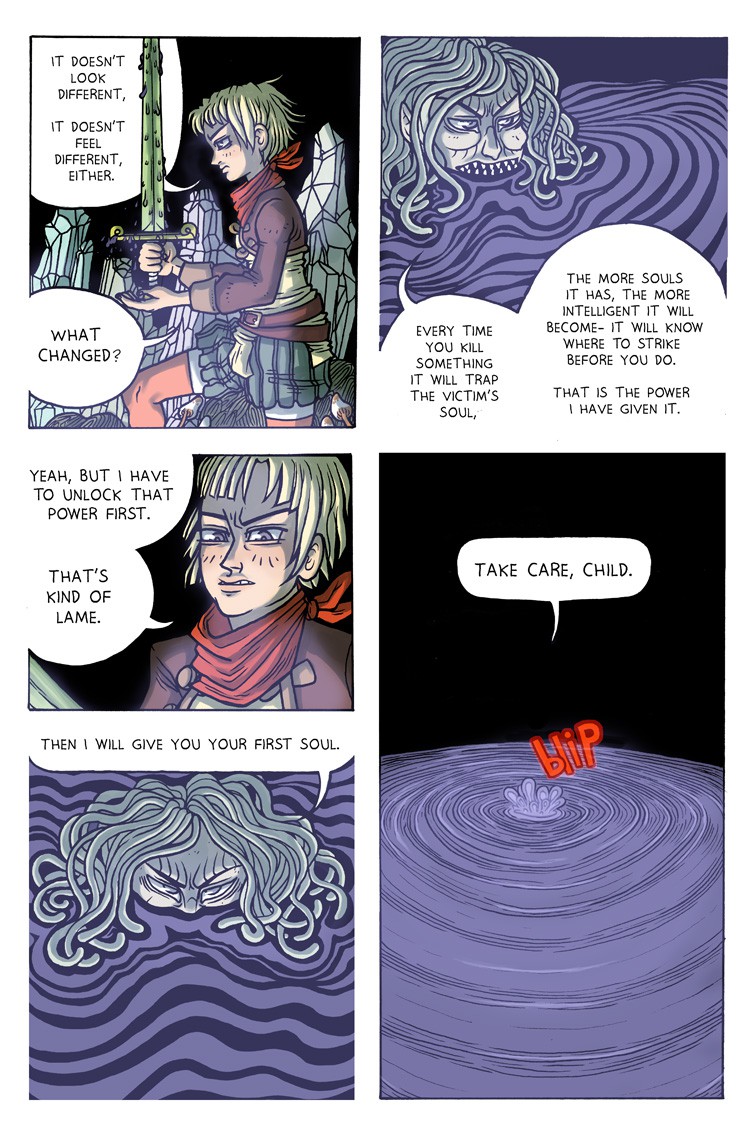 IT DOESN'T
LOOK
DIFFERENT,
IT DOESN'T
FEEL
DIFFERENT,
EITHER.
WHAT
CHANGED?
EVERY TIME
YOU KILL
SOMETHING
IT WILL TRAP
THE VICTIM'S
SOUL,
THE MORE SOULS
IT HAS, THE MORE
INTELLIGENT IT WILL
BECOME- IT WILL KNOW
WHERE TO STRIKE
BEFORE YOU DO.
THAT IS THE POWER
I HAVE GIVEN IT.
YEAH, BUT I HAVE
TO UNLOCK THAT
POWER FIRST.
THAT'S
KIND OF
LAME.
THEN I WILL GIVE YOU YOUR FIRST SOUL.
TAKE CARE, CHILD.
blip